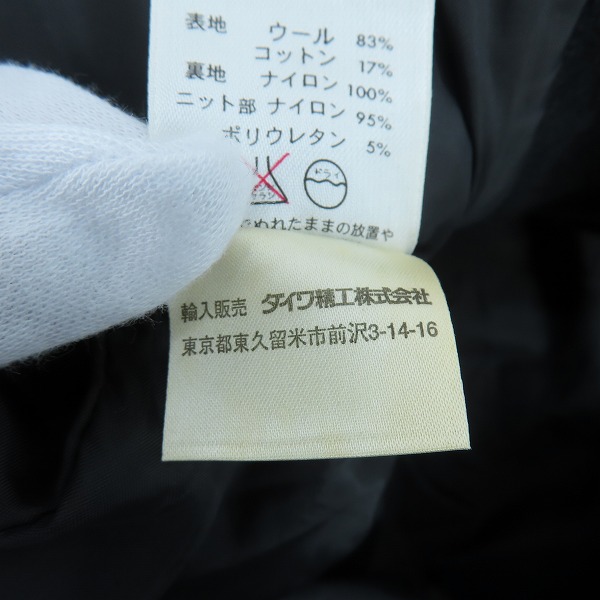 表地 ウール 83%
コットン 17%
裏地 ナイロン 100%
ニット部 ナイロン 95%
ポリウレタン 5%
ドライ
ぬれたままの放置や
輸入販売 ダイワ精工株式会社
東京都東久留米市前沢3-14-16